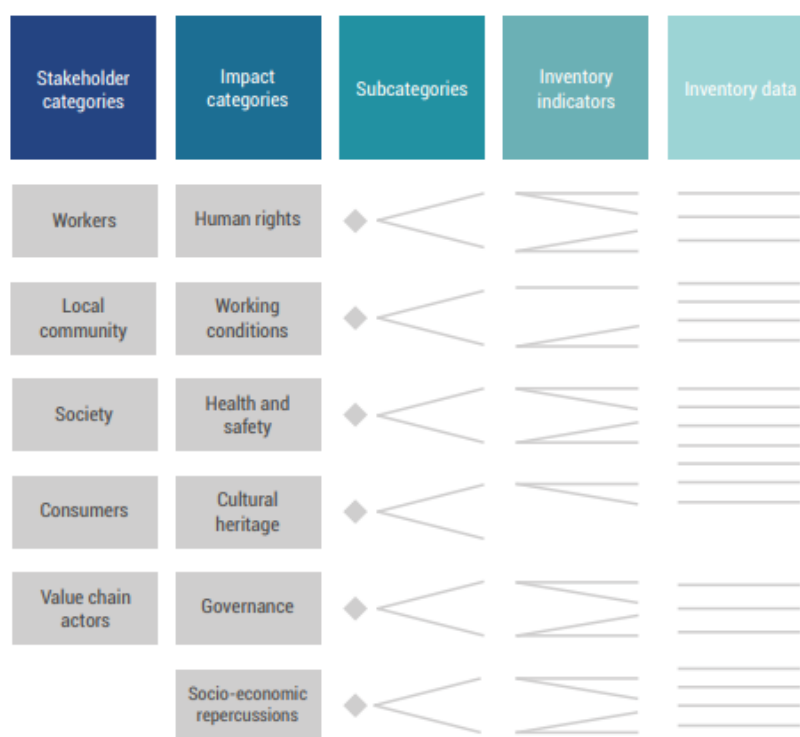 Stakeholder
categories
Impact
categories
Subcategories
Inventory
indicators
Inventory data
Workers
Human rights
Local
community
Working
conditions
Society
Health and
safety
Consumers
Cultural
heritage
Value chain
actors
Governance
Socio-economic
repercussions